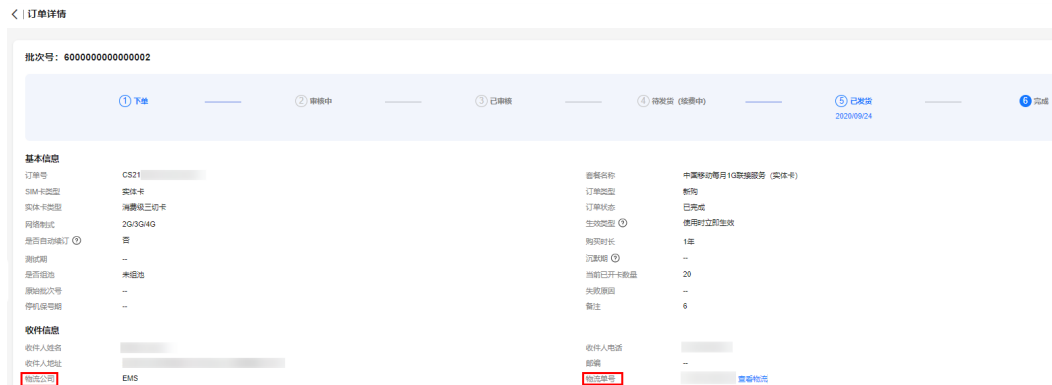 订单详情
批次号：6000000000000002
1 下单 2 审核中 3 已审核 4 待发货（续费中） 5 已发货 6 完成
2020/09/24
基本信息
订单号 CS21 套餐名称 中国移动每月1G联接服务（实体卡）
SIM卡类型 实体卡 订单类型 新购
实体卡类型 消费级三切卡 订单状态 已完成
网络制式 2G/3G/4G 生效类型 ? 使用时立即生效
是否自动续订 ? 否 购买时长 1年
测试期 -- 沉默期 ? --
是否组池 未组池 当前已开卡数量 20
原始批次号 -- 失败原因 --
停机保号期 -- 备注 6
收件信息
收件人姓名 收件人电话
收件人地址 邮编 --
物流公司 EMS 物流单号 查看物流